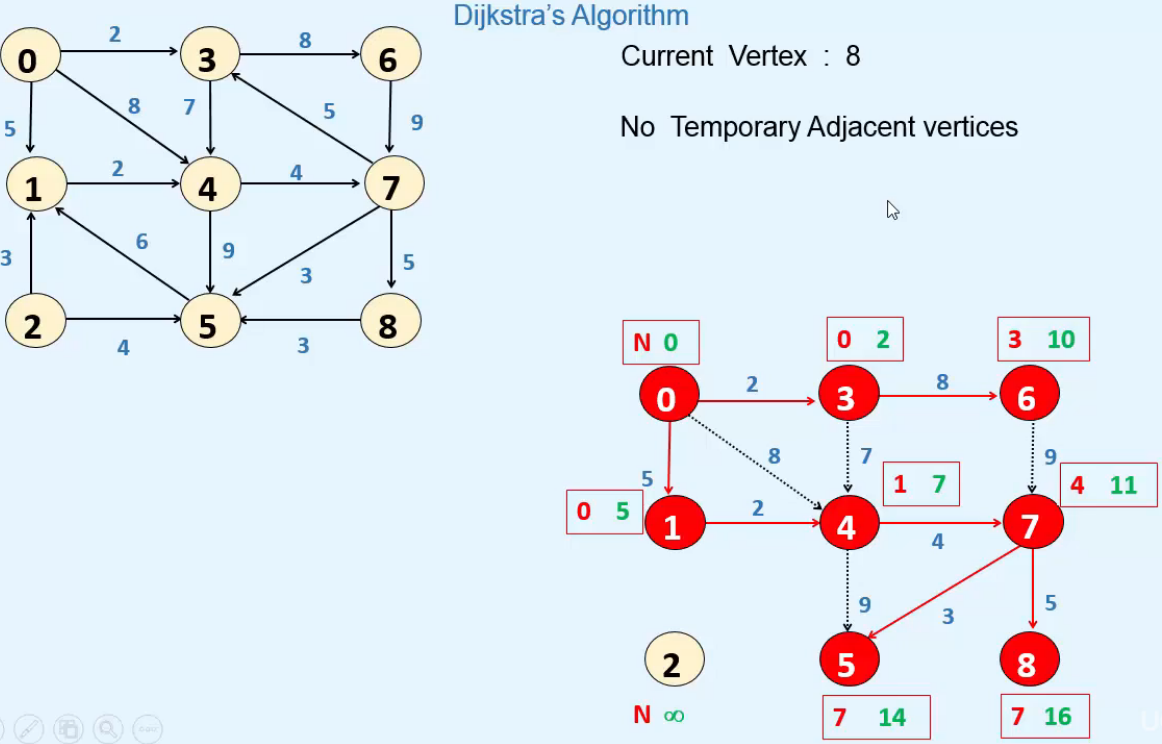 Dijkstra's Algorithm
Current Vertex : 8
No Temporary Adjacent vertices
0 2 3 8 6
5 8 7 5 9
1 2 4 4 7
3 6 9 3 5
2 4 5 3 8
N 0 0 2 3 10
0 2 3 8 6
5 8 7 9
1 7 4 11
0 5 1 2 4 4 7
9 3 5
2 5 8
N ∞ 7 14 7 16